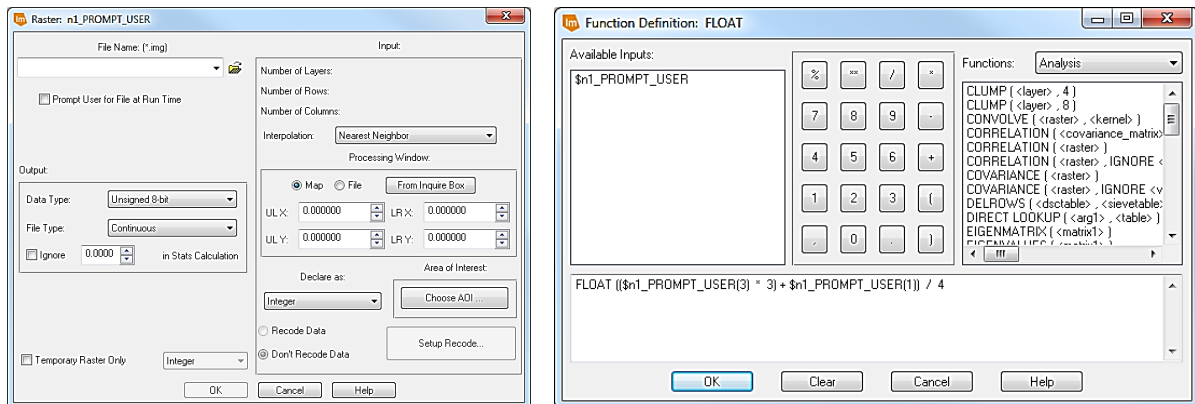 Raster: n1_PROMPT_USER
File Name: (*.img)
Prompt User for File at Run Time
Output:
Data Type: Unsigned 8-bit
File Type: Continuous
Ignore 0.0000 in Stats Calculation
Temporary Raster Only Integer
Input:
Number of Layers:
Number of Rows:
Number of Columns:
Interpolation: Nearest Neighbor
Processing Window:
Map File From Inquire Box
UL X: 0.000000 LR X: 0.000000
UL Y: 0.000000 LR Y: 0.000000
Declare as:
Integer
Area of Interest:
Choose AOI ...
Recode Data
Don't Recode Data
Setup Recode...
OK Cancel Help
Function Definition: FLOAT
Available Inputs:
$n1_PROMPT_USER
% ** / *
7 8 9 -
4 5 6 +
1 2 3 (
, 0 . )
Functions: Analysis
CLUMP ( <layer> , 4 )
CLUMP ( <layer> , 8 )
CONVOLVE ( <raster> , <kernel> )
CORRELATION ( <covariance_matrix>
CORRELATION ( <raster> )
CORRELATION ( <raster> , IGNORE <
COVARIANCE ( <raster> )
COVARIANCE ( <raster> , IGNORE <v
DELROWS ( <dsctable> , <sievetable>
DIRECT LOOKUP ( <arg1> , <table> )
EIGENMATRIX ( <matrix1> )
FLOAT (($n1_PROMPT_USER(3) * 3) + $n1_PROMPT_USER(1)) / 4
OK Clear Cancel Help